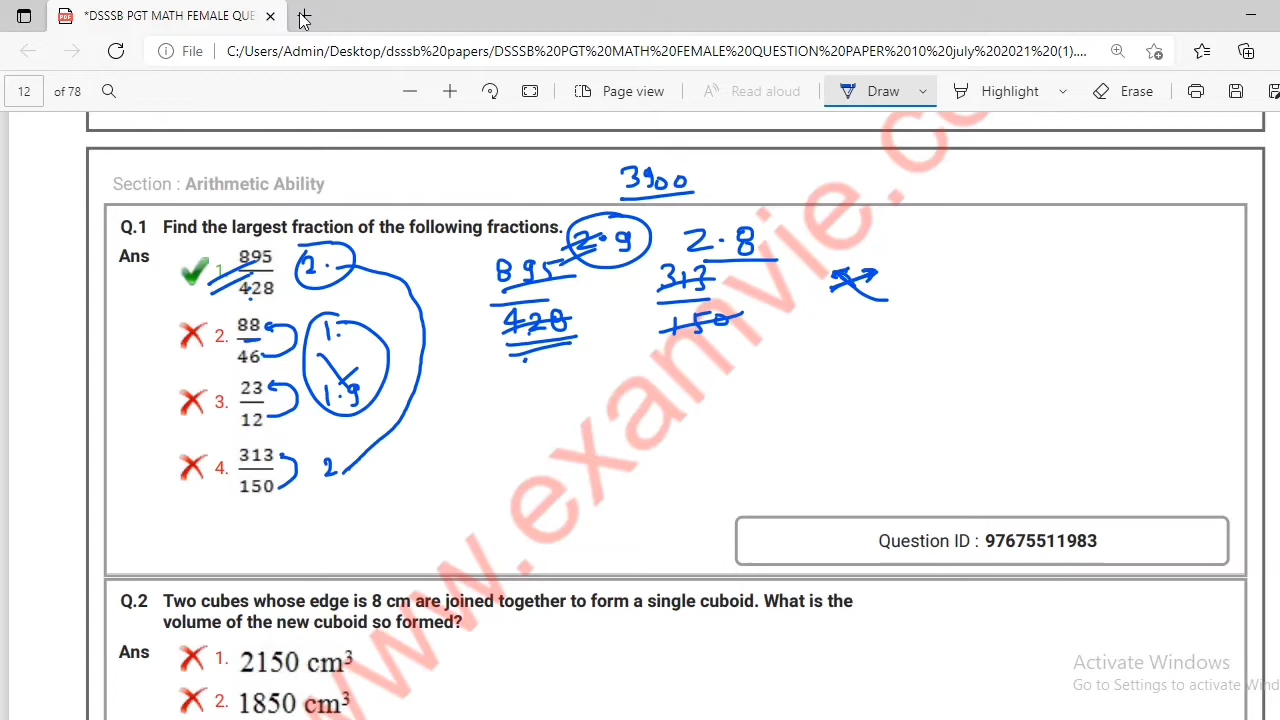 *DSSSB PGT MATH FEMALE QUE
File
C:/Users/Admin/Desktop/dsssb%20papers/DSSSB%20PGT%20MATH%20FEMALE%20QUESTION%20PAPER%2010%20july%202021%20(1)....
12 of 78
Page view
Read aloud
Draw
Highlight
Erase
3900
Section : Arithmetic Ability
Q.1 Find the largest fraction of the following fractions.
2.9
2.8
Ans
1. 895/428
2.
895
428
313
150
2. 88/46
1.
3. 23/12
1.9
4. 313/150
2
Question ID : 97675511983
Q.2 Two cubes whose edge is 8 cm are joined together to form a single cuboid. What is the
volume of the new cuboid so formed?
Ans
1. 2150 cm³
2. 1850 cm³
www.examvie.co
Activate Windows
Go to Settings to activate Wind